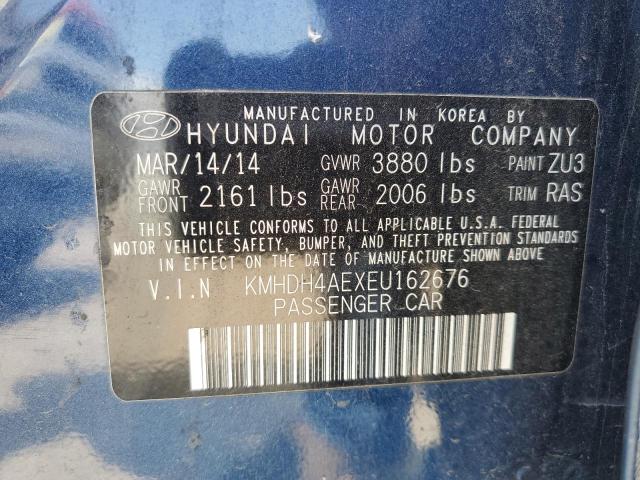 MANUFACTURED IN KOREA BY
HYUNDAI MOTOR COMPANY
MAR/14/14 GVWR 3880 lbs PAINT ZU3
GAWR FRONT 2161 lbs GAWR REAR 2006 lbs TRIM RAS
THIS VEHICLE CONFORMS TO ALL APPLICABLE U.S.A. FEDERAL
MOTOR VEHICLE SAFETY, BUMPER, AND THEFT PREVENTION STANDARDS
IN EFFECT ON THE DATE OF MANUFACTURE SHOWN ABOVE
V.I.N KMHDH4AEXEU162676
PASSENGER CAR